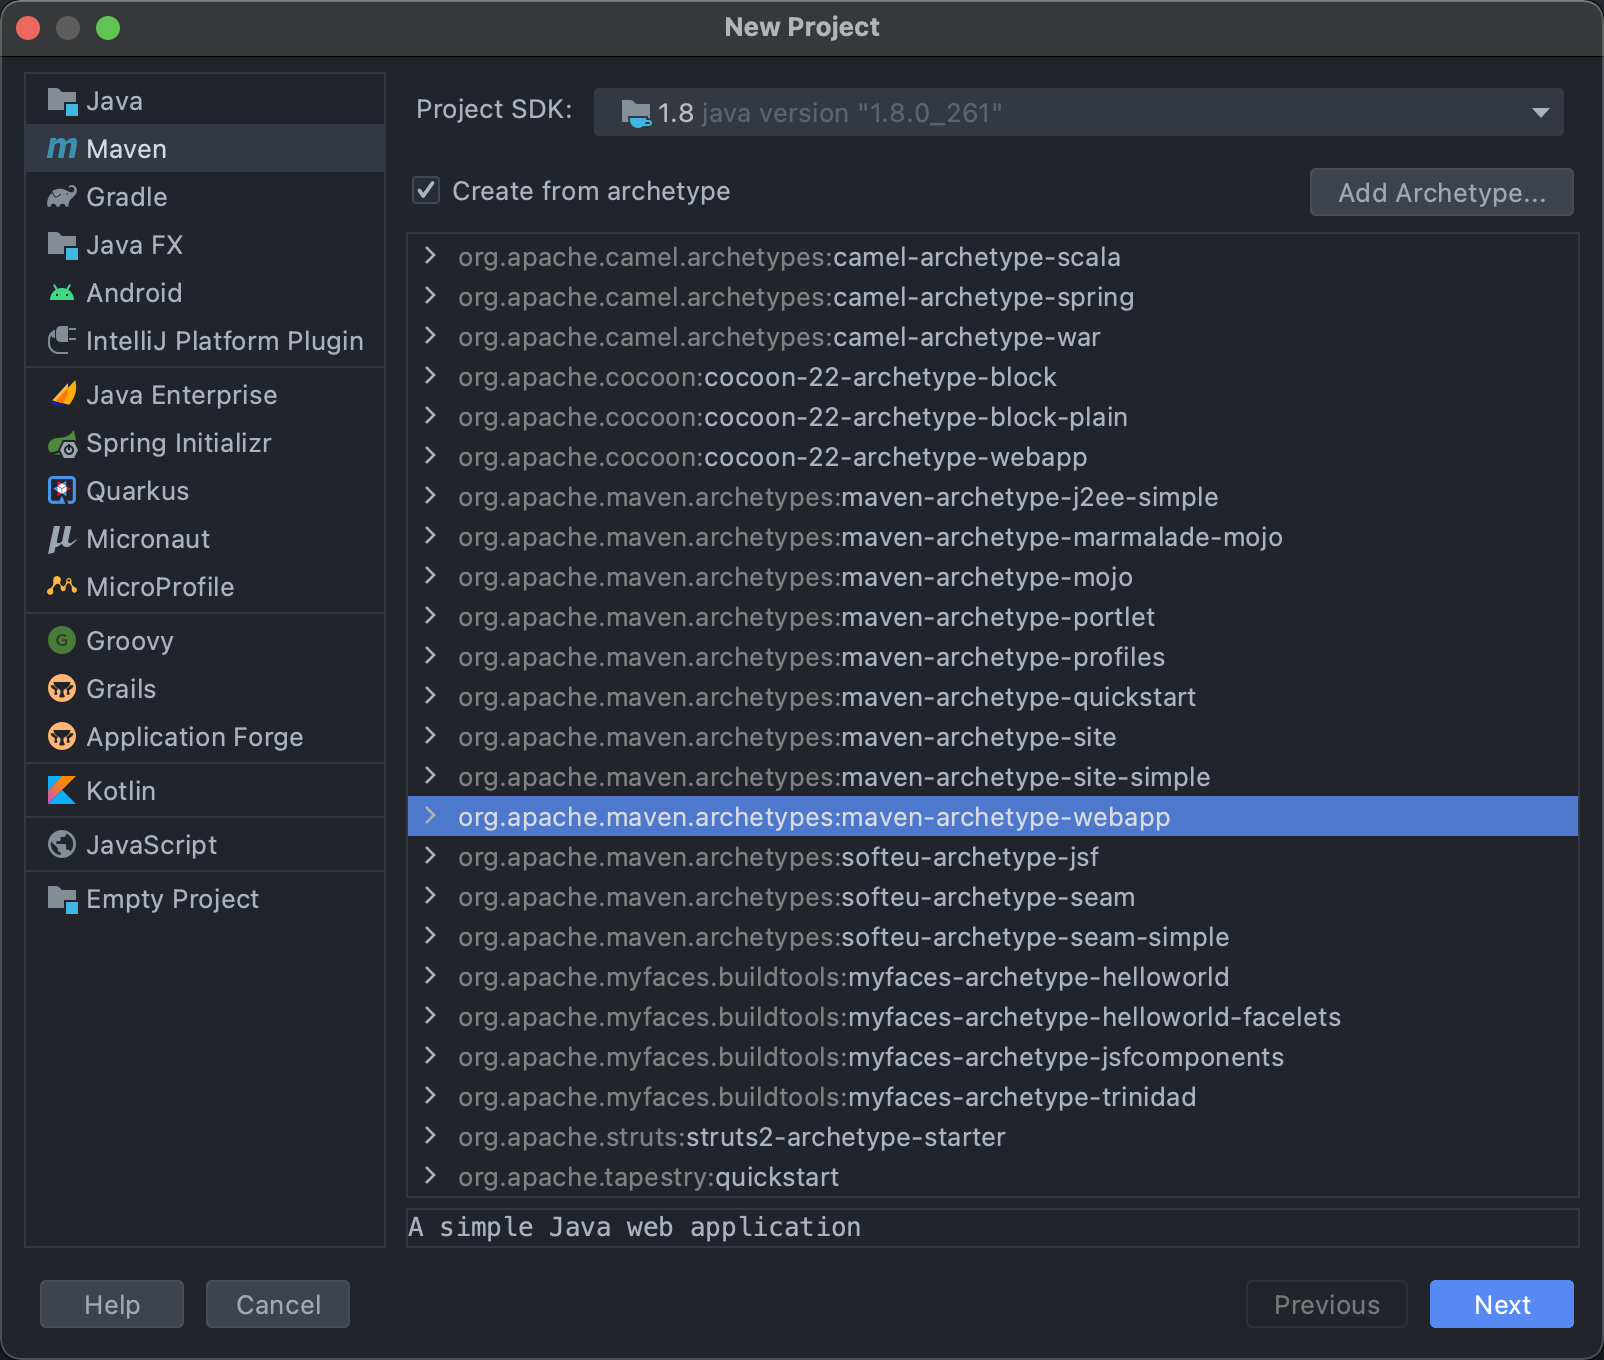 New Project
Java
Maven
Gradle
Java FX
Android
IntelliJ Platform Plugin
Java Enterprise
Spring Initializr
Quarkus
Micronaut
MicroProfile
Groovy
Grails
Application Forge
Kotlin
JavaScript
Empty Project
Project SDK: 1.8 java version "1.8.0_261"
Create from archetype
Add Archetype...
org.apache.camel.archetypes:camel-archetype-scala
org.apache.camel.archetypes:camel-archetype-spring
org.apache.camel.archetypes:camel-archetype-war
org.apache.cocoon:cocoon-22-archetype-block
org.apache.cocoon:cocoon-22-archetype-block-plain
org.apache.cocoon:cocoon-22-archetype-webapp
org.apache.maven.archetypes:maven-archetype-j2ee-simple
org.apache.maven.archetypes:maven-archetype-marmalade-mojo
org.apache.maven.archetypes:maven-archetype-mojo
org.apache.maven.archetypes:maven-archetype-portlet
org.apache.maven.archetypes:maven-archetype-profiles
org.apache.maven.archetypes:maven-archetype-quickstart
org.apache.maven.archetypes:maven-archetype-site
org.apache.maven.archetypes:maven-archetype-site-simple
org.apache.maven.archetypes:maven-archetype-webapp
org.apache.maven.archetypes:softeu-archetype-jsf
org.apache.maven.archetypes:softeu-archetype-seam
org.apache.maven.archetypes:softeu-archetype-seam-simple
org.apache.myfaces.buildtools:myfaces-archetype-helloworld
org.apache.myfaces.buildtools:myfaces-archetype-helloworld-facelets
org.apache.myfaces.buildtools:myfaces-archetype-jsfcomponents
org.apache.myfaces.buildtools:myfaces-archetype-trinidad
org.apache.struts:struts2-archetype-starter
org.apache.tapestry:quickstart
A simple Java web application
Help
Cancel
Previous
Next